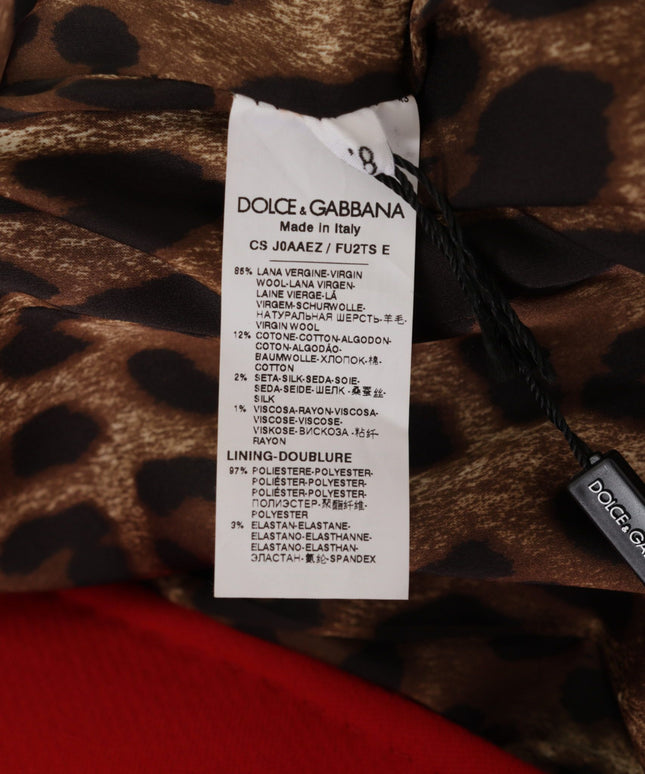 '8
DOLCE & GABBANA
Made in Italy
CS J0AAEZ / FU2TS E
85% LANA VERGINE-VIRGIN
WOOL-LANA VIRGEN-
LAINE VIERGE-LÁ
VIRGEM-SCHURWOLLE-
НАТУРАЛЬНАЯ ШЕРСТЬ-羊毛-
VIRGIN WOOL
12% COTONE-COTTON-ALGODON-
COTON-ALGODÃO-
BAUMWOLLE-ХЛОПОК-棉-
COTTON
2% SETA-SILK-SEDA-SOIE-
SEDA-SEIDE-ШЕЛК-桑蚕丝-
SILK
1% VISCOSA-RAYON-VISCOSA-
VISCOSE-VISCOSE-
VISKOSE-ВИСКОЗА-粘纤-
RAYON
LINING-DOUBLURE
97% POLIESTERE-POLYESTER-
POLIÉSTER-POLYESTER-
POLIÉSTER-POLYESTER-
ПОЛИЭСТЕР-聚酯纤维-
POLYESTER
3% ELASTAN-ELASTANE-
ELASTANO-ELASTHANNE-
ELASTANO-ELASTHAN-
ЭЛАСТАН-氨纶-SPANDEX
DOLCE&GA